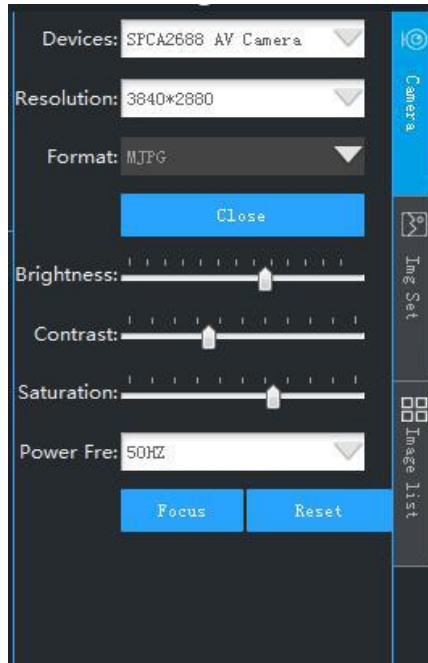 Devices: SPCA2688 AV Camera
Resolution: 3840*2880
Format: MJPG
Close
Brightness:
Contrast:
Saturation:
Power Fre: 50HZ
Focus Reset
Camera
Img Set
Image list